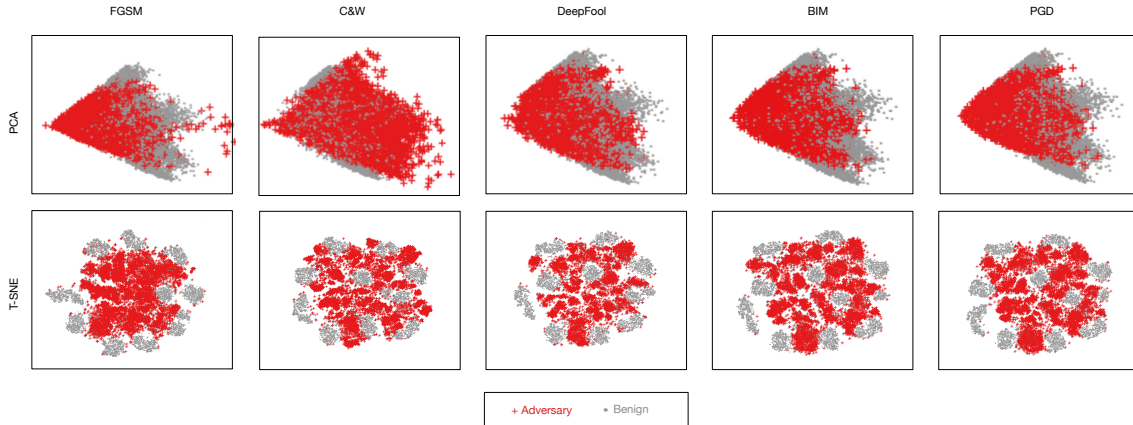 FGSM C&W DeepFool BIM PGD
PCA
T-SNE
+ Adversary • Benign